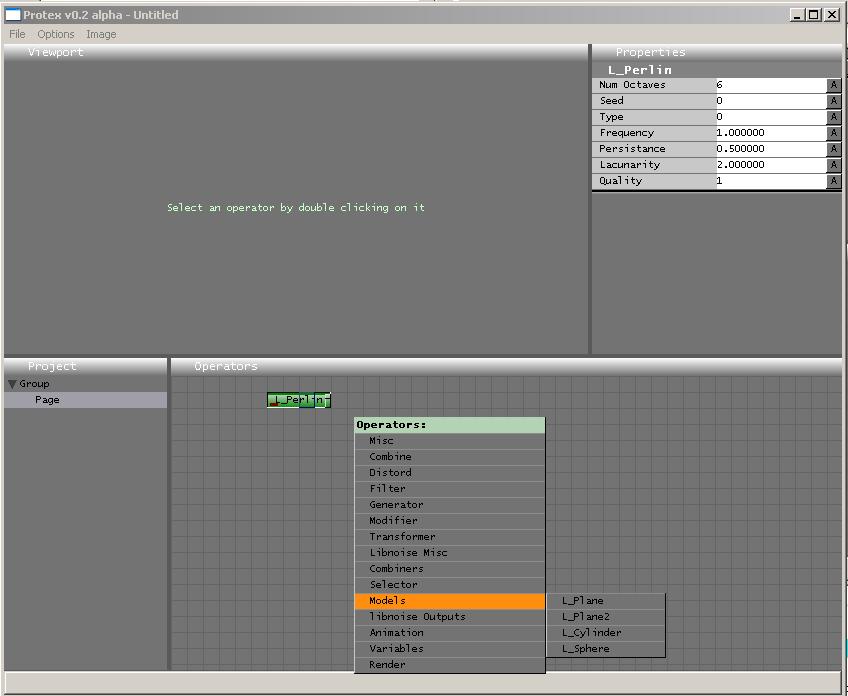 Protex v0.2 alpha - Untitled
File Options Image
Viewport
Select an operator by double clicking on it
Properties
L_Perlin
Num Octaves 6 A
Seed 0 A
Type 0 A
Frequency 1.000000 A
Persistance 0.500000 A
Lacunarity 2.000000 A
Quality 1 A
Project
Group
Page
Operators
L_Perlin
Operators:
Misc
Combine
Distord
Filter
Generator
Modifier
Transformer
Libnoise Misc
Combiners
Selector
Models
libnoise Outputs
Animation
Variables
Render
L_Plane
L_Plane2
L_Cylinder
L_Sphere